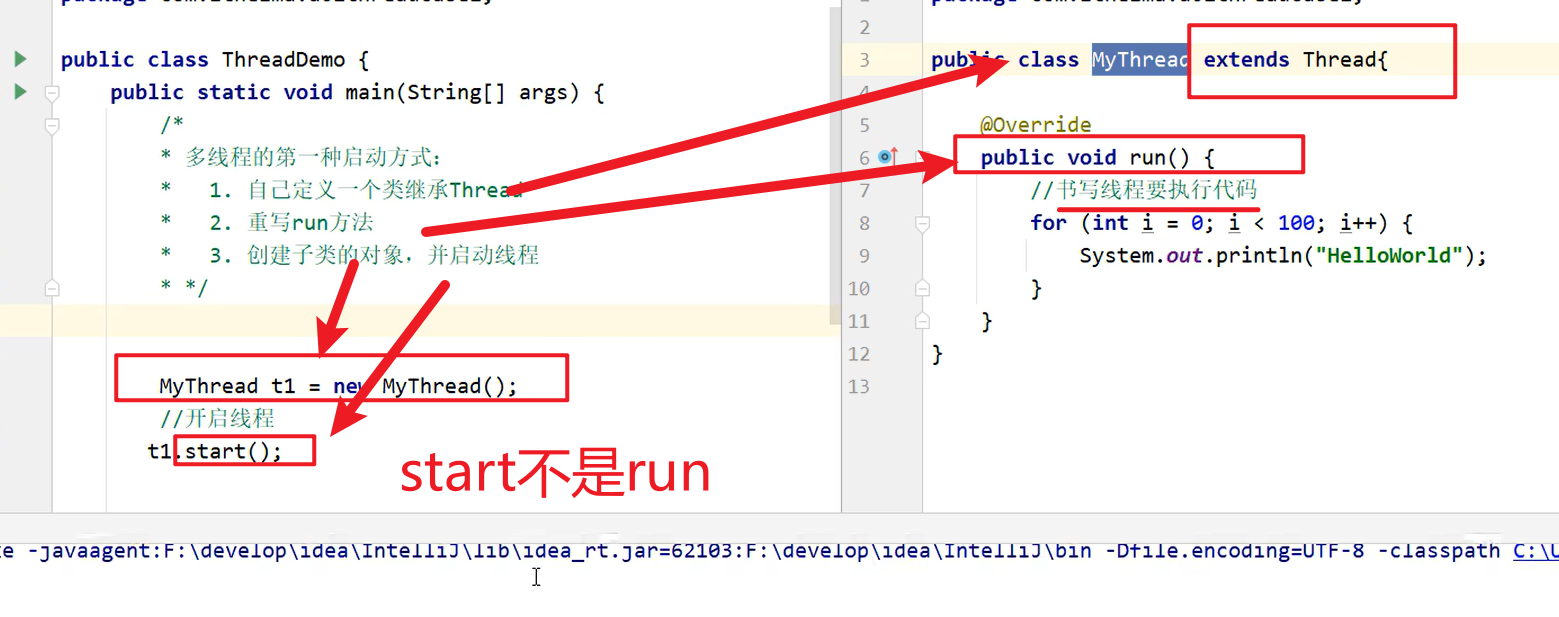 public class ThreadDemo {
public static void main(String[] args) {
/*
* 多线程的第一种启动方式：
* 1. 自己定义一个类继承Thread
* 2. 重写run方法
* 3. 创建子类的对象，并启动线程
* */
MyThread t1 = new MyThread();
//开启线程
t1.start();
start不是run
2
3 public class MyThread extends Thread{
4
5 @Override
6 public void run() {
7 //书写线程要执行代码
8 for (int i = 0; i < 100; i++) {
9 System.out.println("HelloWorld");
10 }
11 }
12 }
13
-javaagent:F:\develop\idea\IntelliJ\lib\idea_rt.jar=62103:F:\develop\idea\IntelliJ\bin -Dfile.encoding=UTF-8 -classpath C:\U